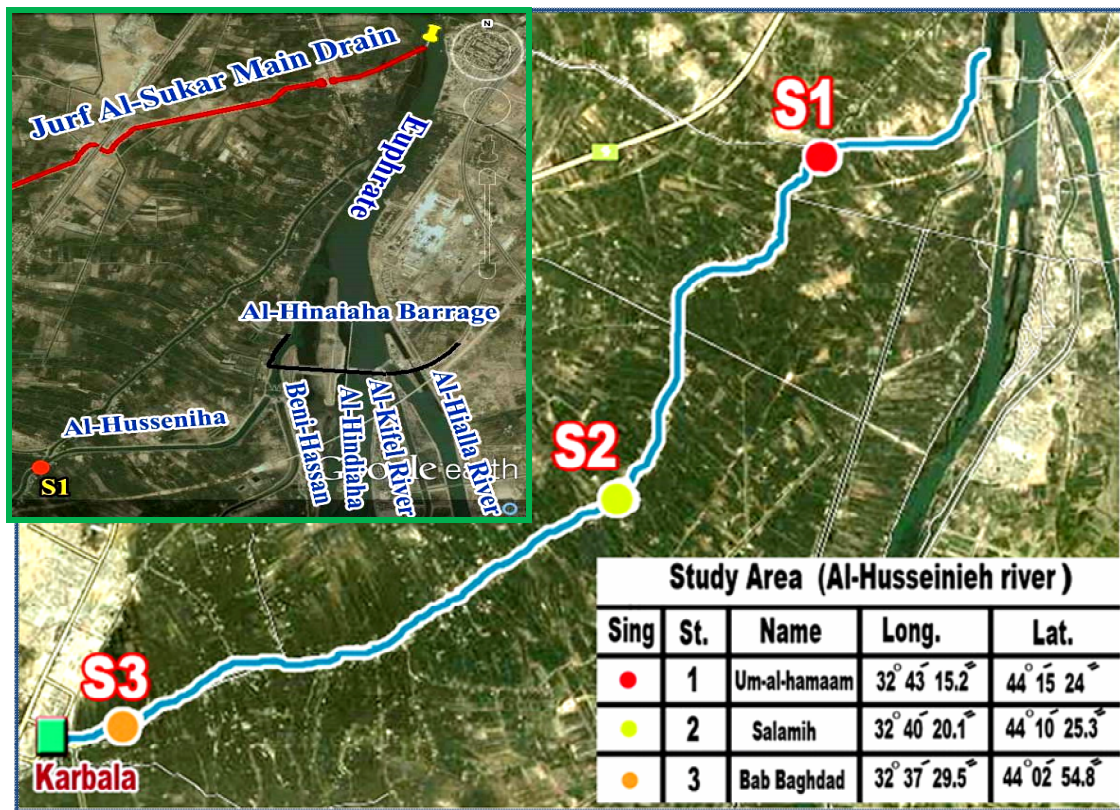 N
Jurf Al-Sukar Main Drain
Euphrate
Al-Hinaiaha Barrage
Al-Husseniha
Beni-Hassan
Al-Hindiaha
Al-Kifel River
Al-Hialla River
Google earth
S1
S1
S2
S3
Karbala
Study Area (Al-Husseinieh river)
Sing St. Name Long. Lat.
1 Um-al-hamaam 32° 43´ 15.2˝ 44° 15´ 24˝
2 Salamih 32° 40´ 20.1˝ 44° 10´ 25.3˝
3 Bab Baghdad 32° 37´ 29.5˝ 44° 02´ 54.8˝